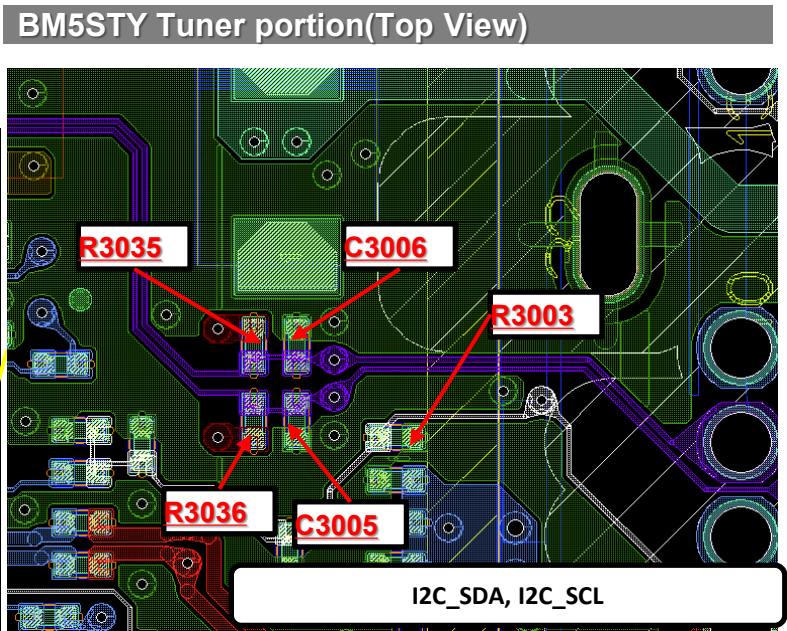 BM5STY Tuner portion(Top View)
R3035
C3006
R3003
R3036
C3005
I2C_SDA, I2C_SCL